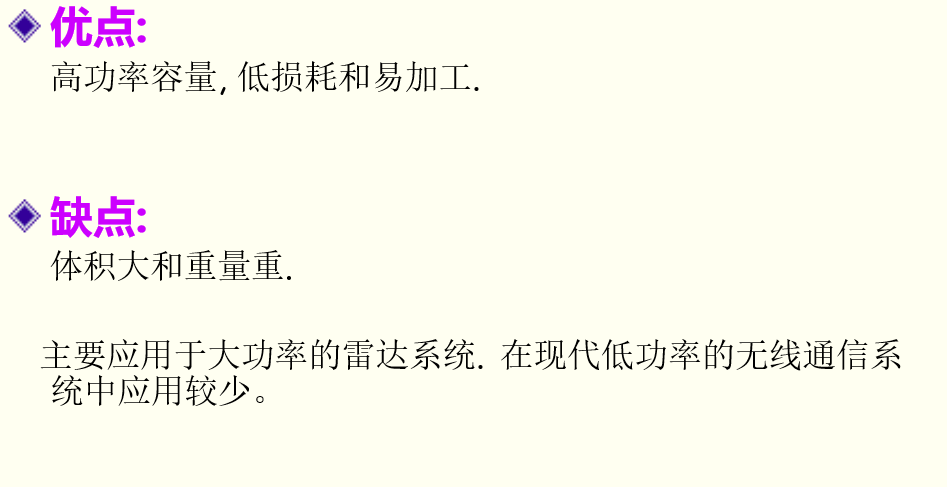 优点:
高功率容量, 低损耗和易加工.
缺点:
体积大和重量重.
主要应用于大功率的雷达系统. 在现代低功率的无线通信系
统中应用较少。